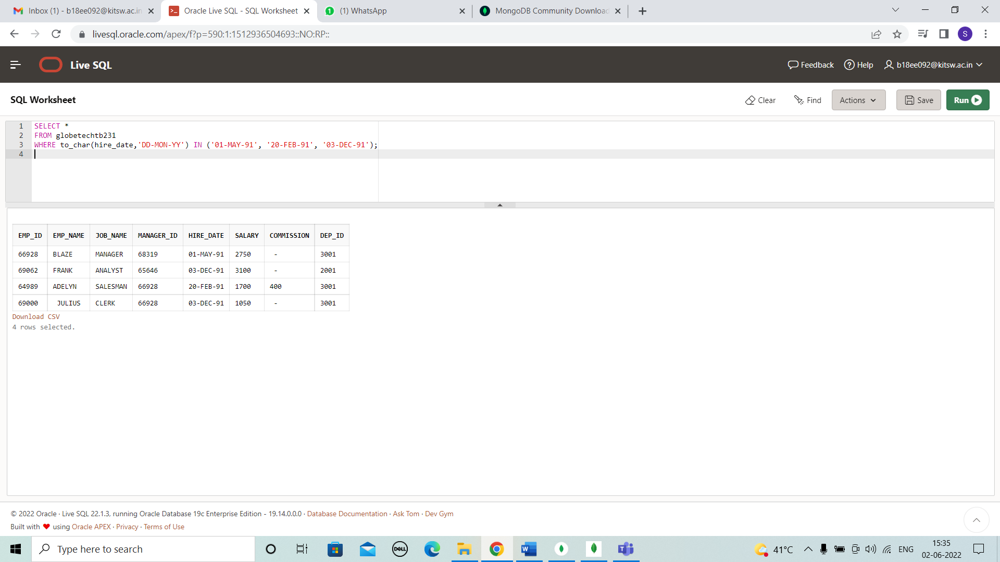 Inbox (1) - b18ee092@kitsw.ac.in
Oracle Live SQL - SQL Worksheet
1
(1) WhatsApp
MongoDB Community Download
livesql.oracle.com/apex/f?p=590:1:1512936504693::NO:RP::
S
Live SQL
Feedback
Help
b18ee092@kitsw.ac.in
SQL Worksheet
Clear
Find
Actions
Save
Run
1 SELECT *
2 FROM globetechtb231
3 WHERE to_char(hire_date,'DD-MON-YY') IN ('01-MAY-91', '20-FEB-91', '03-DEC-91');
4
EMP_ID EMP_NAME JOB_NAME MANAGER_ID HIRE_DATE SALARY COMMISSION DEP_ID
66928 BLAZE MANAGER 68319 01-MAY-91 2750 - 3001
69062 FRANK ANALYST 65646 03-DEC-91 3100 - 2001
64989 ADELYN SALESMAN 66928 20-FEB-91 1700 400 3001
69000 JULIUS CLERK 66928 03-DEC-91 1050 - 3001
Download CSV
4 rows selected.
© 2022 Oracle · Live SQL 22.1.3, running Oracle Database 19c Enterprise Edition - 19.14.0.0.0 · Database Documentation · Ask Tom · Dev Gym
Built with ♥ using Oracle APEX · Privacy · Terms of Use
Type here to search
DELL
W
T
41°C
ENG
15:35
02-06-2022